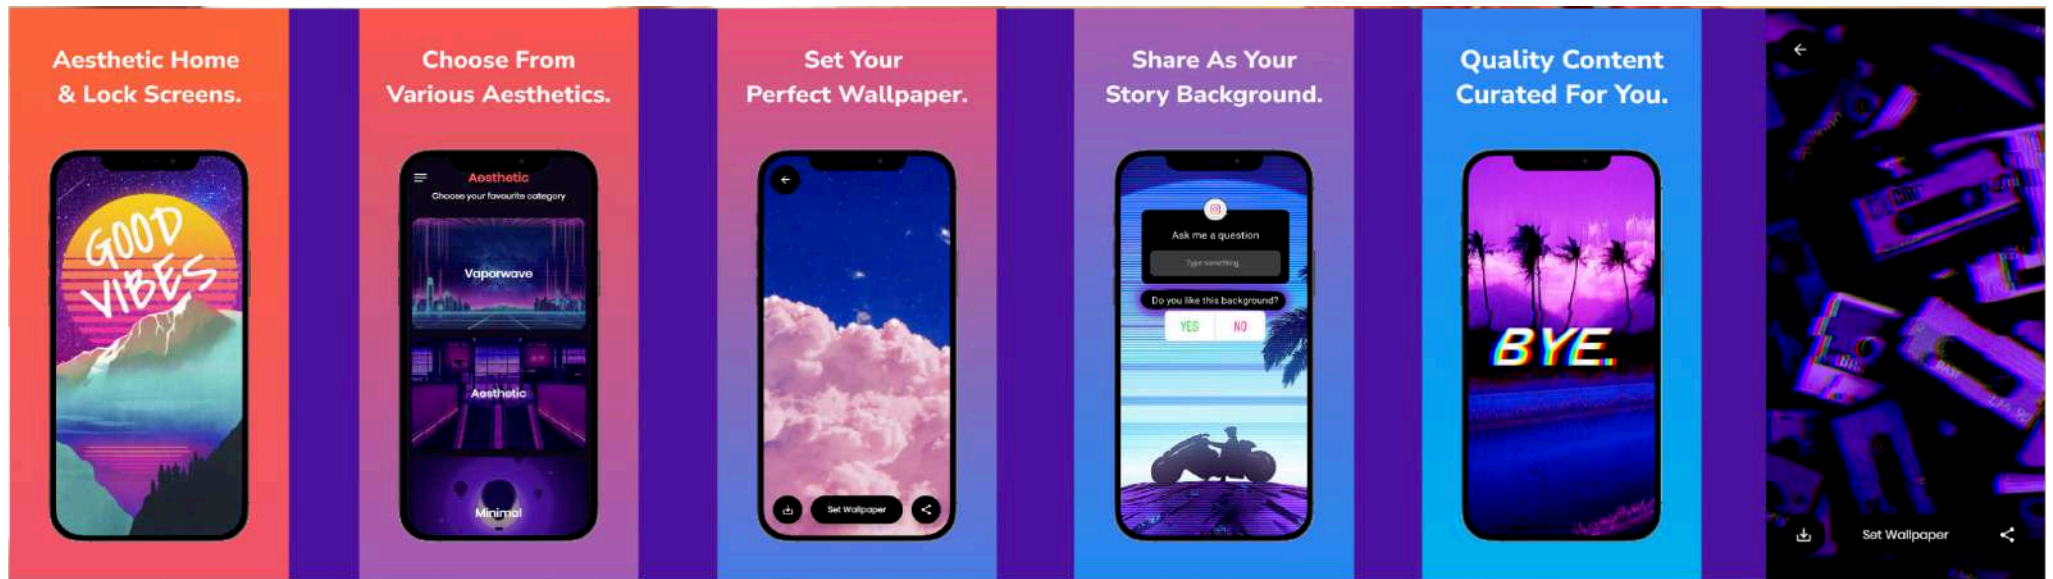 Aesthetic Home
& Lock Screens.
GOOD
VIBES
Choose From
Various Aesthetics.
Aesthetic
Choose your favourite category
Vaporwave
Aesthetic
Minimal
Set Your
Perfect Wallpaper.
Set Wallpaper
Share As Your
Story Background.
Ask me a question
Type something
Do you like this background?
YES NO
Quality Content
Curated For You.
BYE.
Set Wallpaper